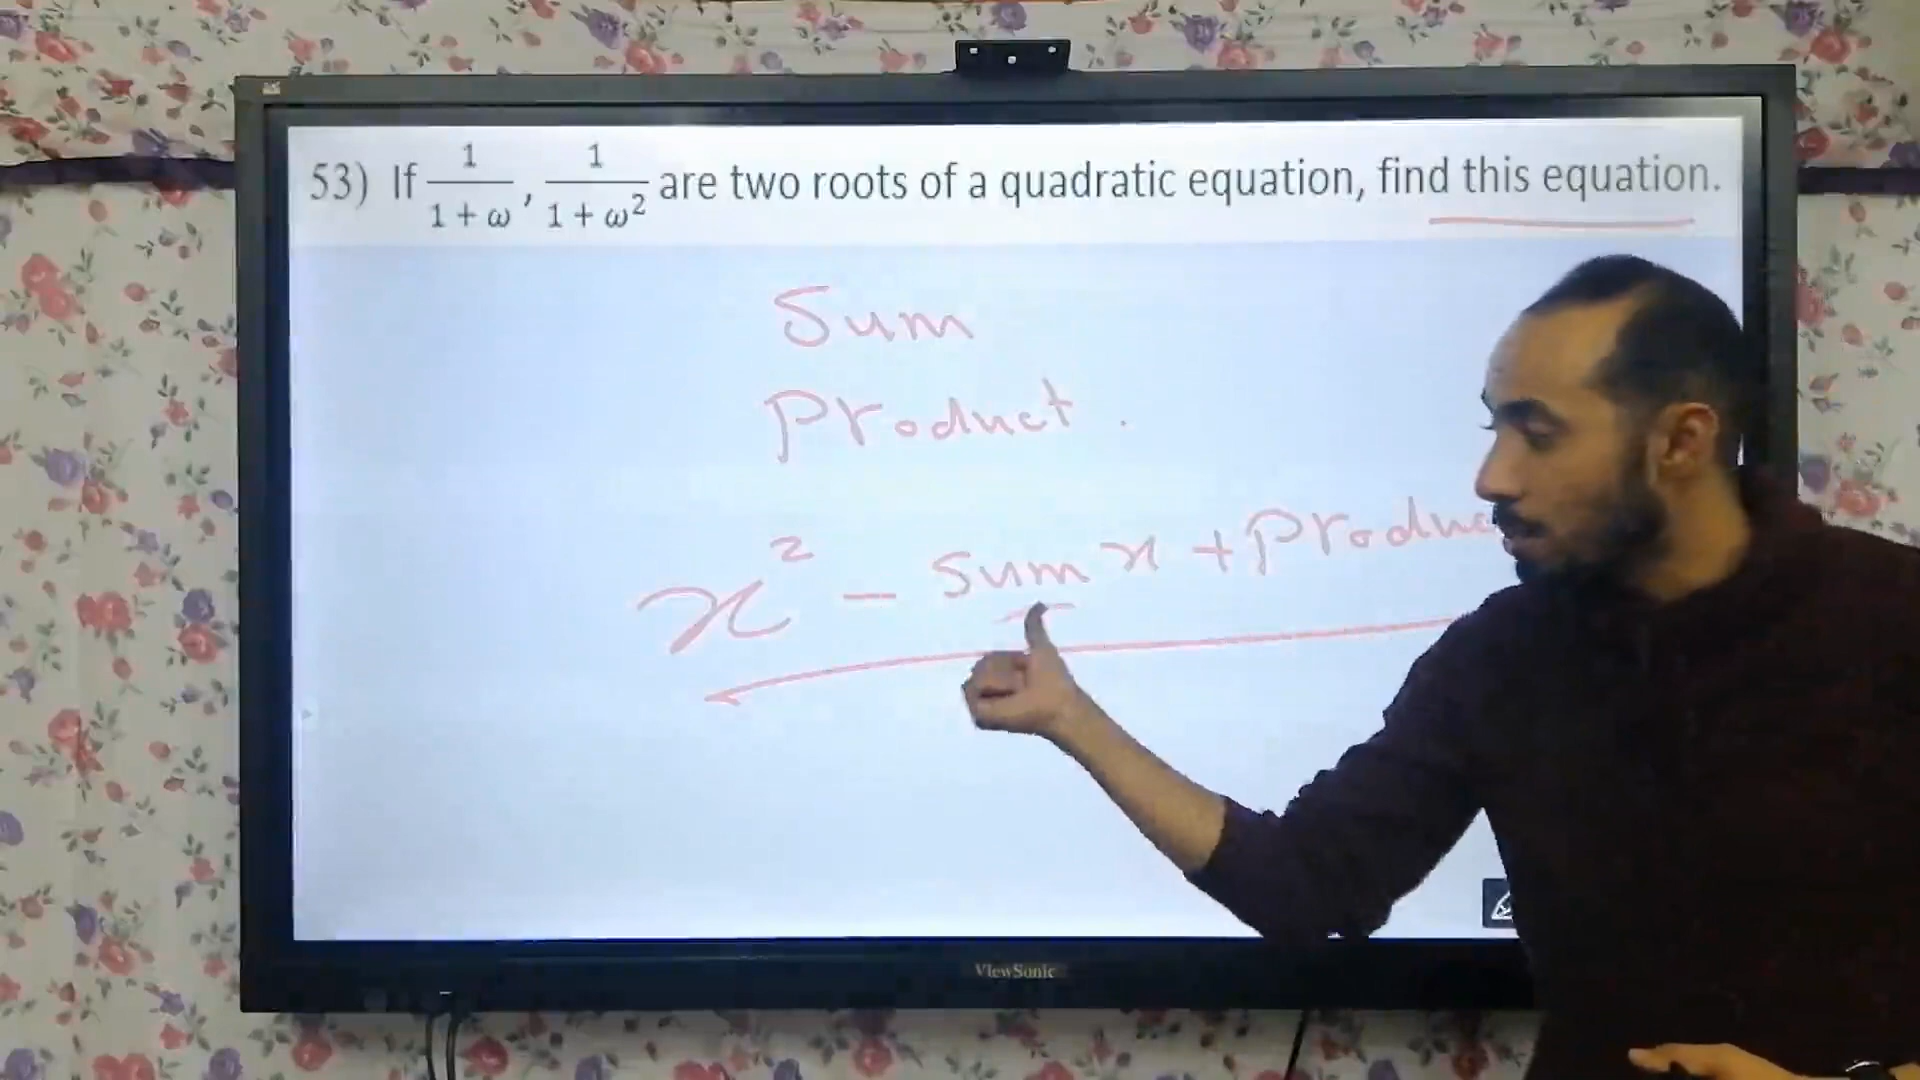 53) If 1/(1 + ω), 1/(1 + ω²) are two roots of a quadratic equation, find this equation.
Sum
Product.
x² - Sum x + Produc
ViewSonic